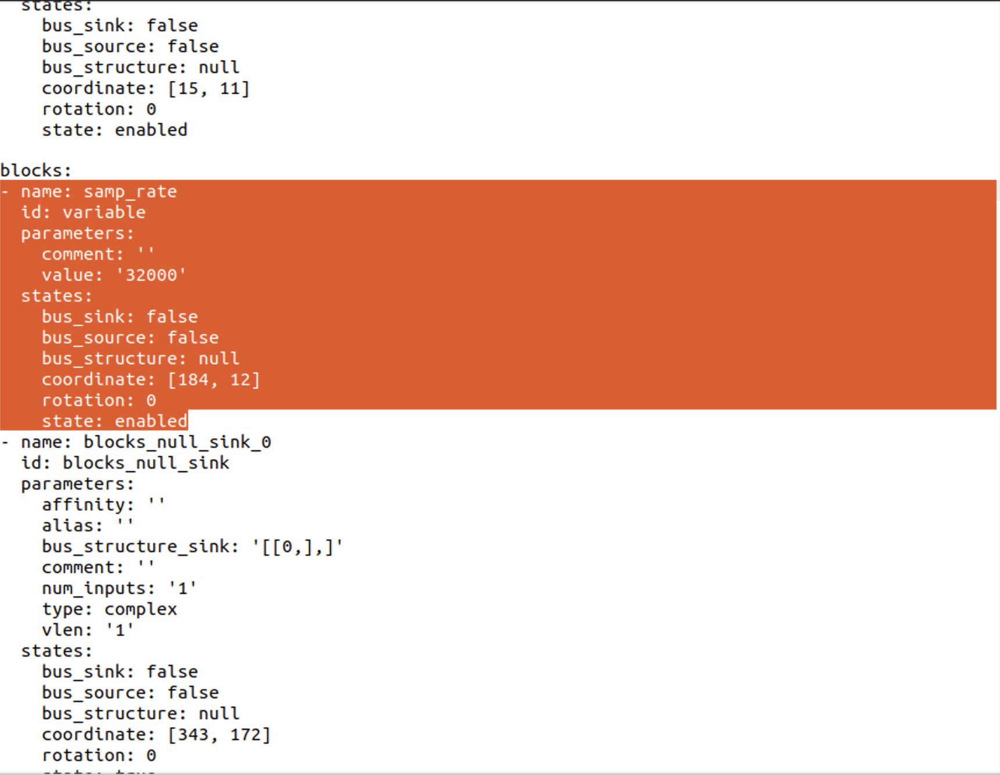 states:
    bus_sink: false
    bus_source: false
    bus_structure: null
    coordinate: [15, 11]
    rotation: 0
    state: enabled

blocks:
- name: samp_rate
  id: variable
  parameters:
    comment: ''
    value: '32000'
  states:
    bus_sink: false
    bus_source: false
    bus_structure: null
    coordinate: [184, 12]
    rotation: 0
    state: enabled
- name: blocks_null_sink_0
  id: blocks_null_sink
  parameters:
    affinity: ''
    alias: ''
    bus_structure_sink: '[[0,],]'
    comment: ''
    num_inputs: '1'
    type: complex
    vlen: '1'
  states:
    bus_sink: false
    bus_source: false
    bus_structure: null
    coordinate: [343, 172]
    rotation: 0
    state: true